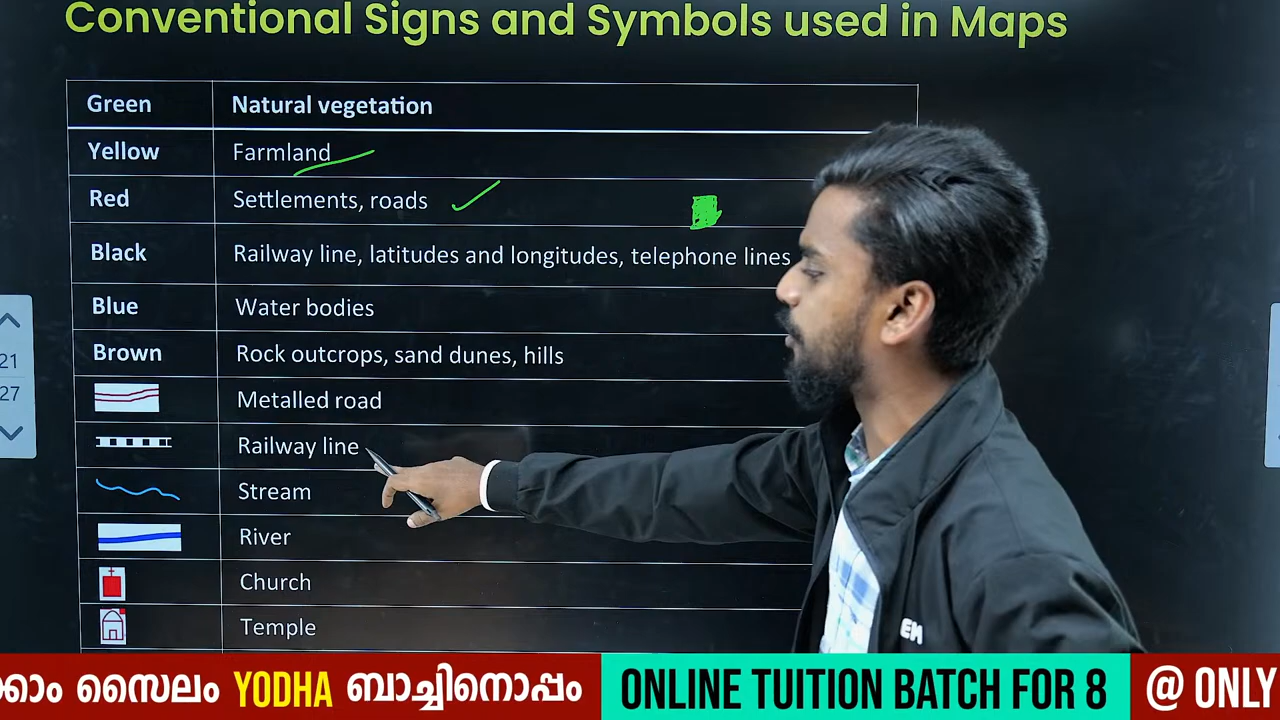 Conventional Signs and Symbols used in Maps
Green Natural vegetation
Yellow Farmland
Red Settlements, roads
Black Railway line, latitudes and longitudes, telephone lines
Blue Water bodies
Brown Rock outcrops, sand dunes, hills
21
Metalled road
27
Railway line
Stream
River
Church
Temple
EM
ക്കാം സൈലം YODHA ബാച്ചിനൊപ്പം ONLINE TUITION BATCH FOR 8 @ ONLY